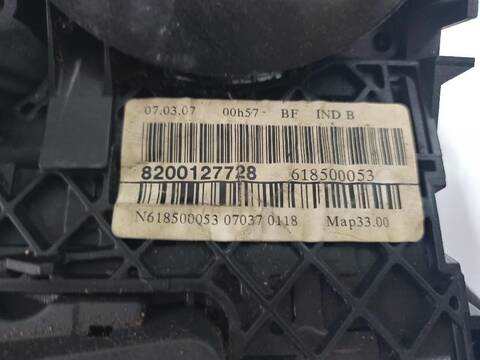 07.03.07 00h57- BF IND B
8200127728 618500053
N618500053 07037 0118 Map33.00